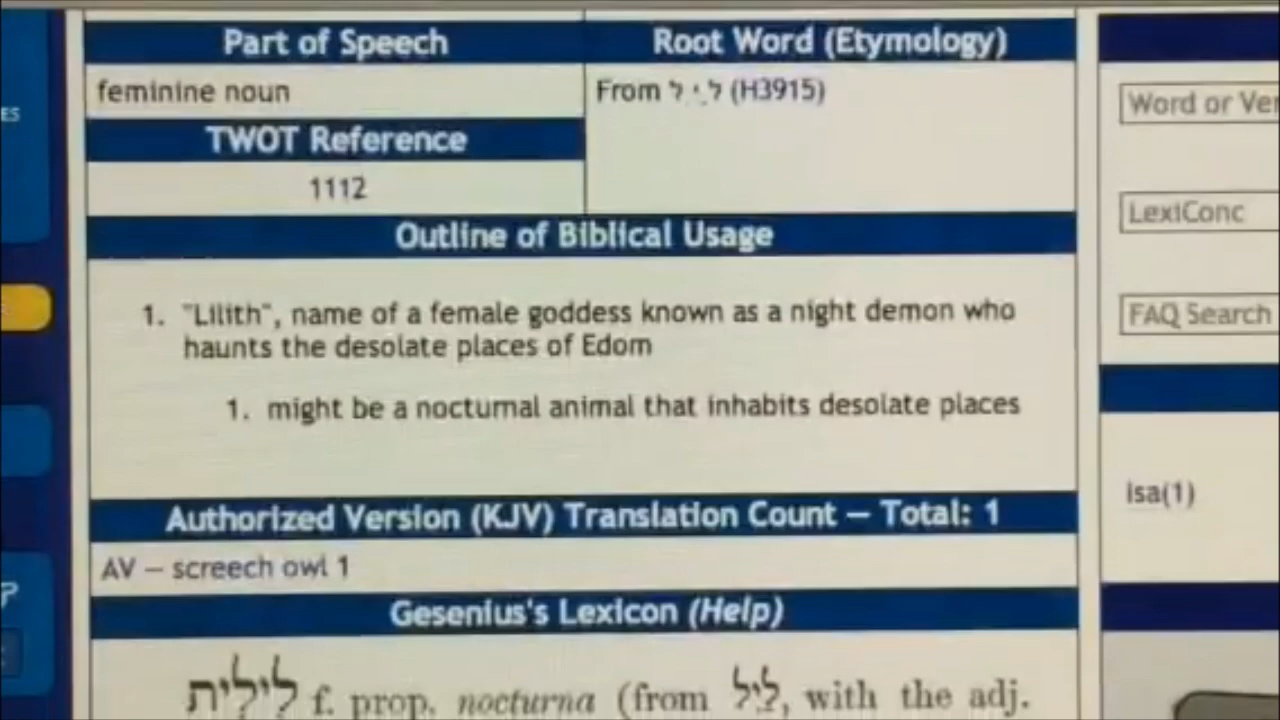 Part of Speech
Root Word (Etymology)
feminine noun
From לַיִל (H3915)
TWOT Reference
1112
Outline of Biblical Usage
1. "Lilith", name of a female goddess known as a night demon who
haunts the desolate places of Edom
1. might be a nocturnal animal that inhabits desolate places
Authorized Version (KJV) Translation Count — Total: 1
AV — screech owl 1
Gesenius's Lexicon (Help)
לִילִית f. prop. nocturna (from לַיִל, with the adj.
ES
?
Word or Ver
LexiConc
FAQ Search
Isa(1)